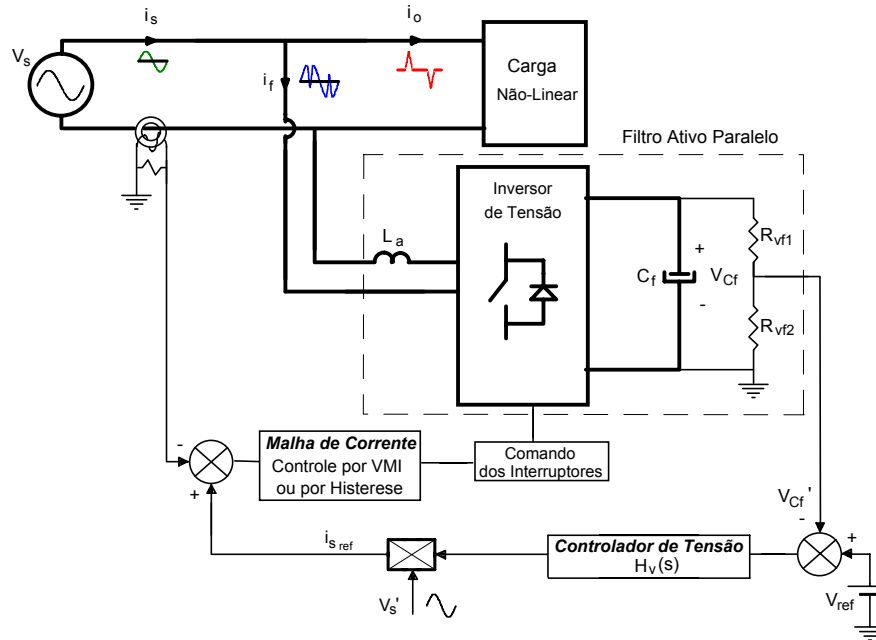 i s
i o
V s
i f
Carga
Não-Linear
Filtro Ativo Paralelo
Inversor
de Tensão
L a
C f
+
V Cf
-
R vf1
R vf2
-
+
Malha de Corrente
Controle por VMI
ou por Histerese
Comando
dos Interruptores
V Cf '
-
+
i s ref
Controlador de Tensão
H v (s)
V s '
V ref